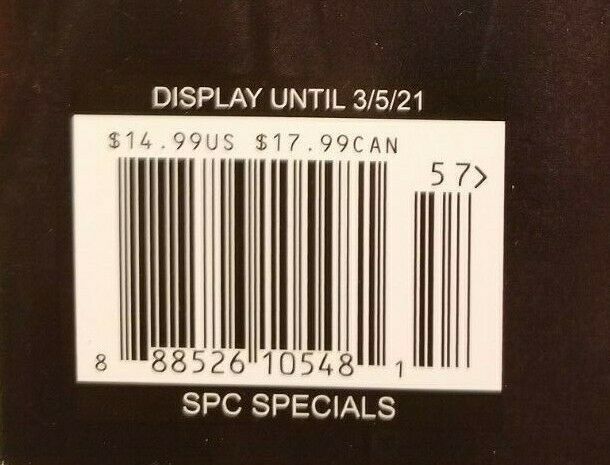 DISPLAY UNTIL 3/5/21
$14.99US $17.99CAN
57>
8 88526 10548 1
SPC SPECIALS